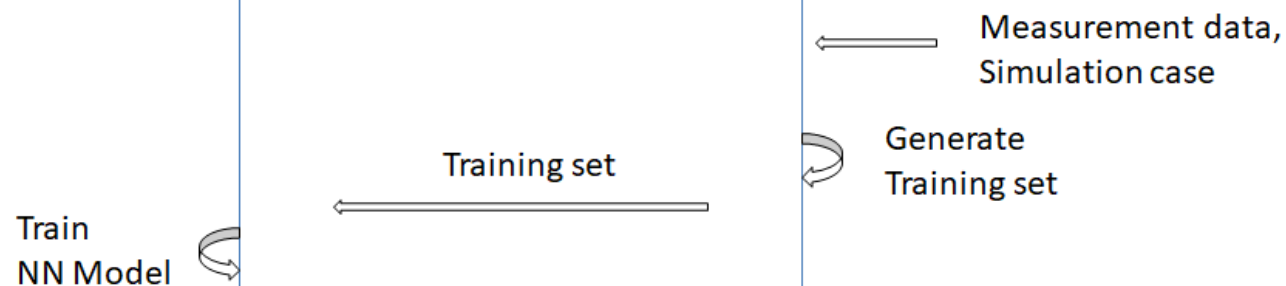 Measurement data,
Simulation case
Generate
Training set
Training set
Train
NN Model